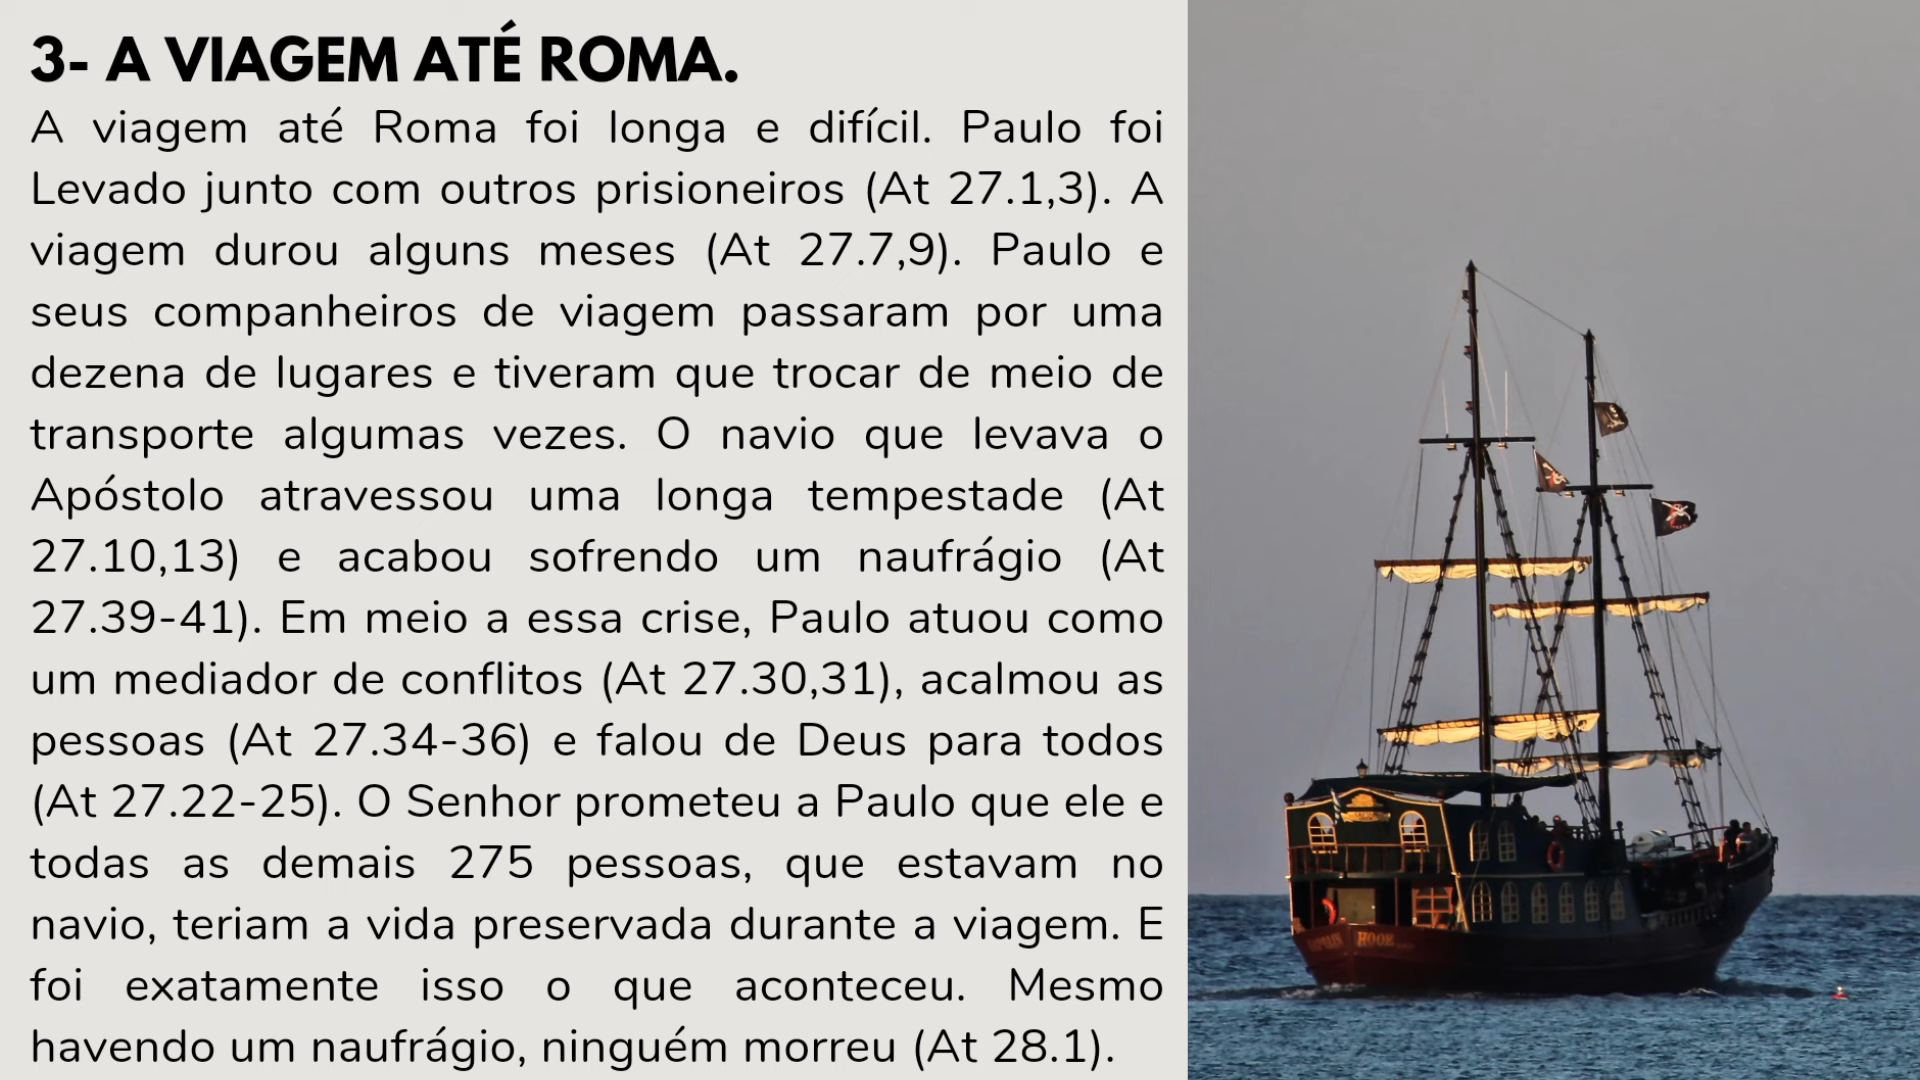 3- A VIAGEM ATÉ ROMA.
A viagem até Roma foi longa e difícil. Paulo foi
Levado junto com outros prisioneiros (At 27.1,3). A
viagem durou alguns meses (At 27.7,9). Paulo e
seus companheiros de viagem passaram por uma
dezena de lugares e tiveram que trocar de meio de
transporte algumas vezes. O navio que levava o
Apóstolo atravessou uma longa tempestade (At
27.10,13) e acabou sofrendo um naufrágio (At
27.39-41). Em meio a essa crise, Paulo atuou como
um mediador de conflitos (At 27.30,31), acalmou as
pessoas (At 27.34-36) e falou de Deus para todos
(At 27.22-25). O Senhor prometeu a Paulo que ele e
todas as demais 275 pessoas, que estavam no
navio, teriam a vida preservada durante a viagem. E
foi exatamente isso o que aconteceu. Mesmo
havendo um naufrágio, ninguém morreu (At 28.1).
HOOK